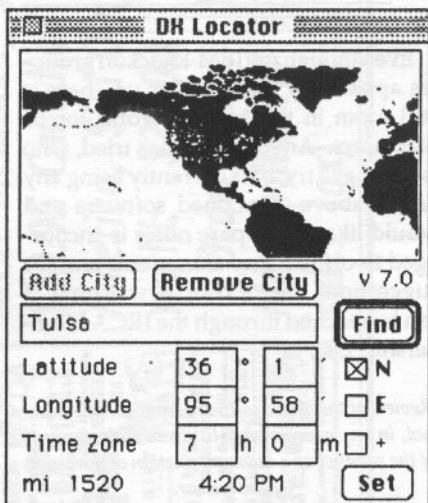 DX Locator
Add City Remove City v 7.0
Tulsa Find
Latitude 36 ° 1 ' N
Longitude 95 ° 58 ' E
Time Zone 7 h 0 m +
mi 1520 4:20 PM Set